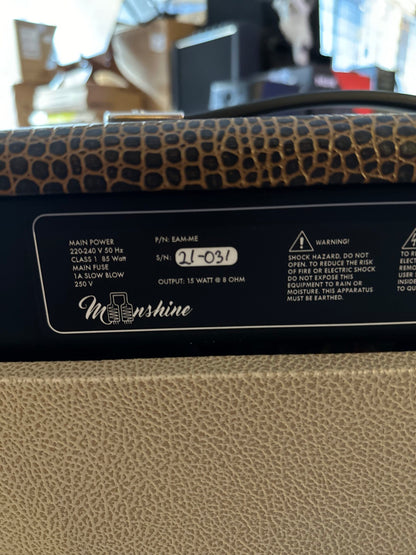 MAIN POWER
220-240 V 50 Hz
CLASS 1 85 Watt
MAIN FUSE
1A SLOW BLOW
250 V
Moonshine
P/N: EAM-ME
S/N: 21-031
OUTPUT: 15 WATT @ 8 OHM
WARNING!
SHOCK HAZARD, DO NOT
OPEN. TO REDUCE THE RISK
OF FIRE OR ELECTRIC SHOCK
DO NOT EXPOSE THIS
EQUIPMENT TO RAIN OR
MOISTURE. THIS APPARATUS
MUST BE EARTHED.